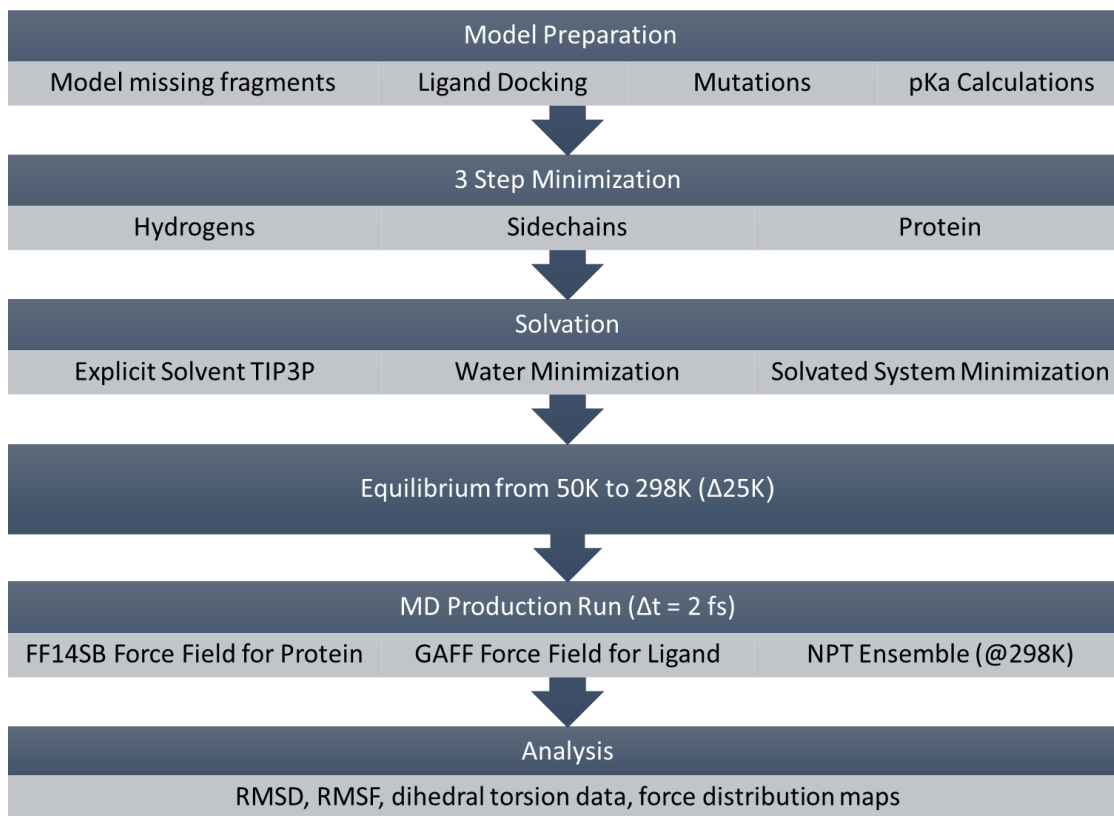 Model Preparation
Model missing fragments Ligand Docking Mutations pKa Calculations
3 Step Minimization
Hydrogens Sidechains Protein
Solvation
Explicit Solvent TIP3P Water Minimization Solvated System Minimization
Equilibrium from 50K to 298K (Δ25K)
MD Production Run (Δt = 2 fs)
FF14SB Force Field for Protein GAFF Force Field for Ligand NPT Ensemble (@298K)
Analysis
RMSD, RMSF, dihedral torsion data, force distribution maps